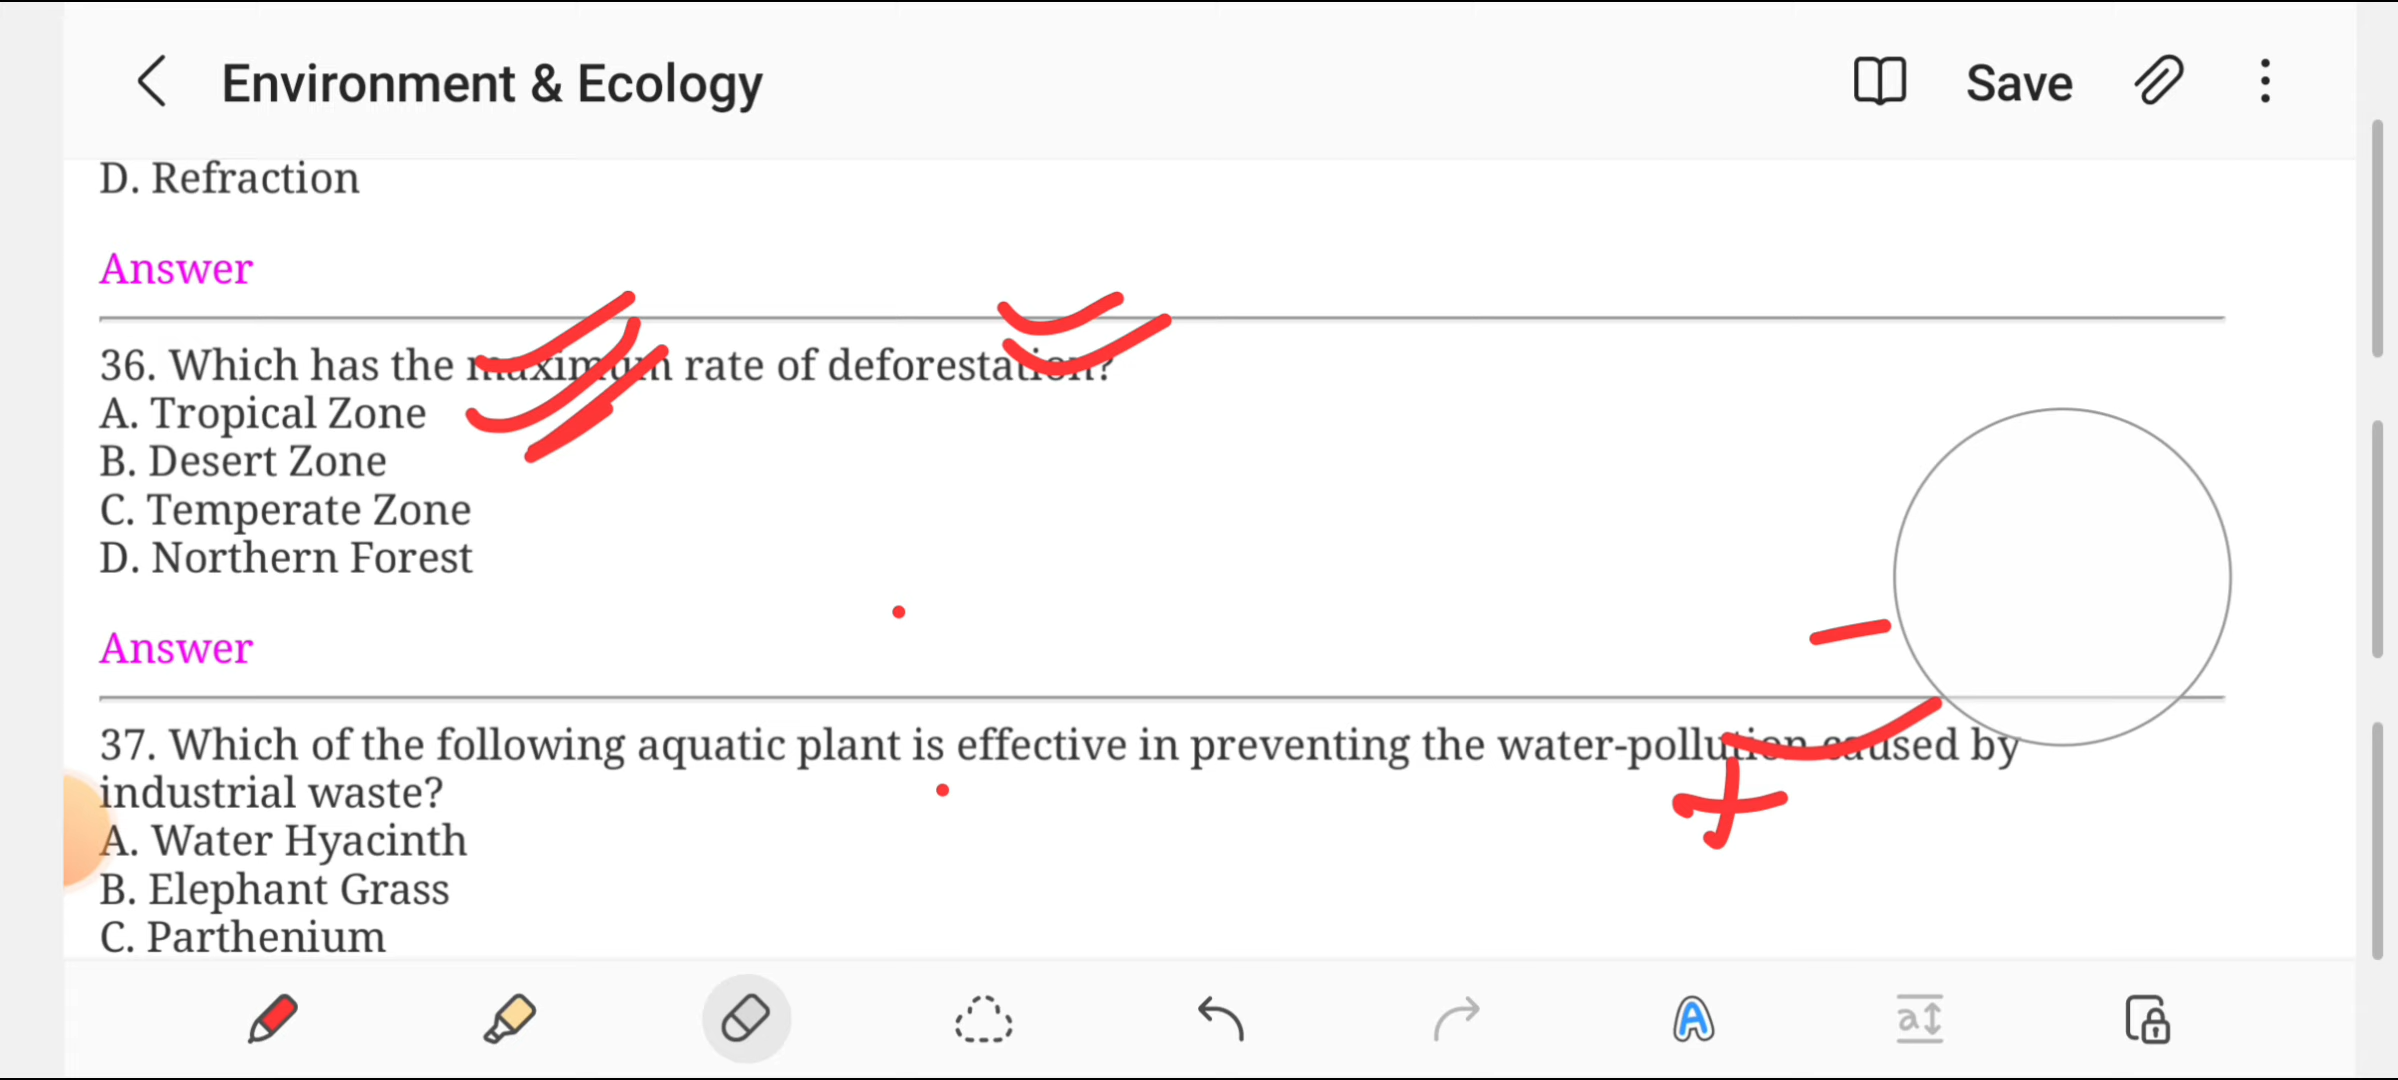 Environment & Ecology
Save
D. Refraction
Answer
36. Which has the maximum rate of deforestation?
A. Tropical Zone
B. Desert Zone
C. Temperate Zone
D. Northern Forest
Answer
37. Which of the following aquatic plant is effective in preventing the water-pollution caused by
industrial waste?
A. Water Hyacinth
B. Elephant Grass
C. Parthenium